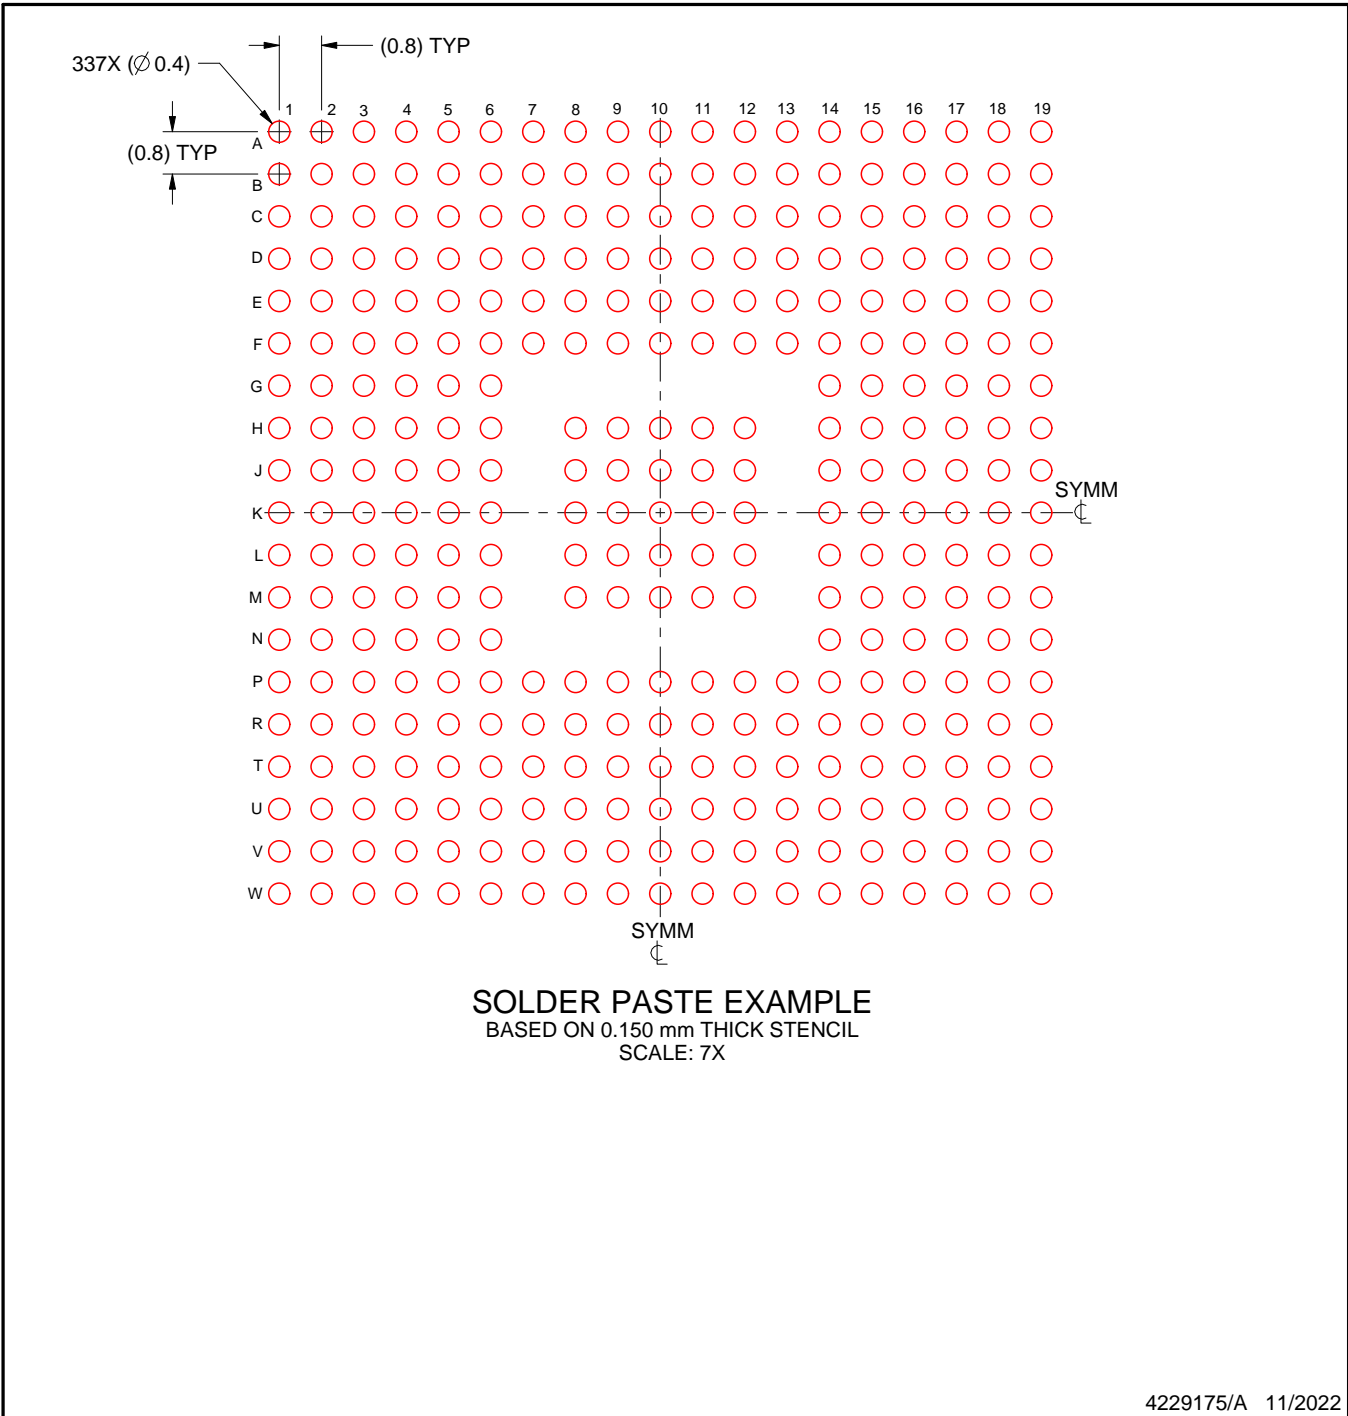 (0.8) TYP
337X (∅ 0.4)
1 2 3 4 5 6 7 8 9 10 11 12 13 14 15 16 17 18 19
A
(0.8) TYP
B
C
D
E
F
G
H
J
SYMM
K
L
M
N
P
R
T
U
V
W
SYMM
SOLDER PASTE EXAMPLE
BASED ON 0.150 mm THICK STENCIL
SCALE: 7X
4229175/A 11/2022